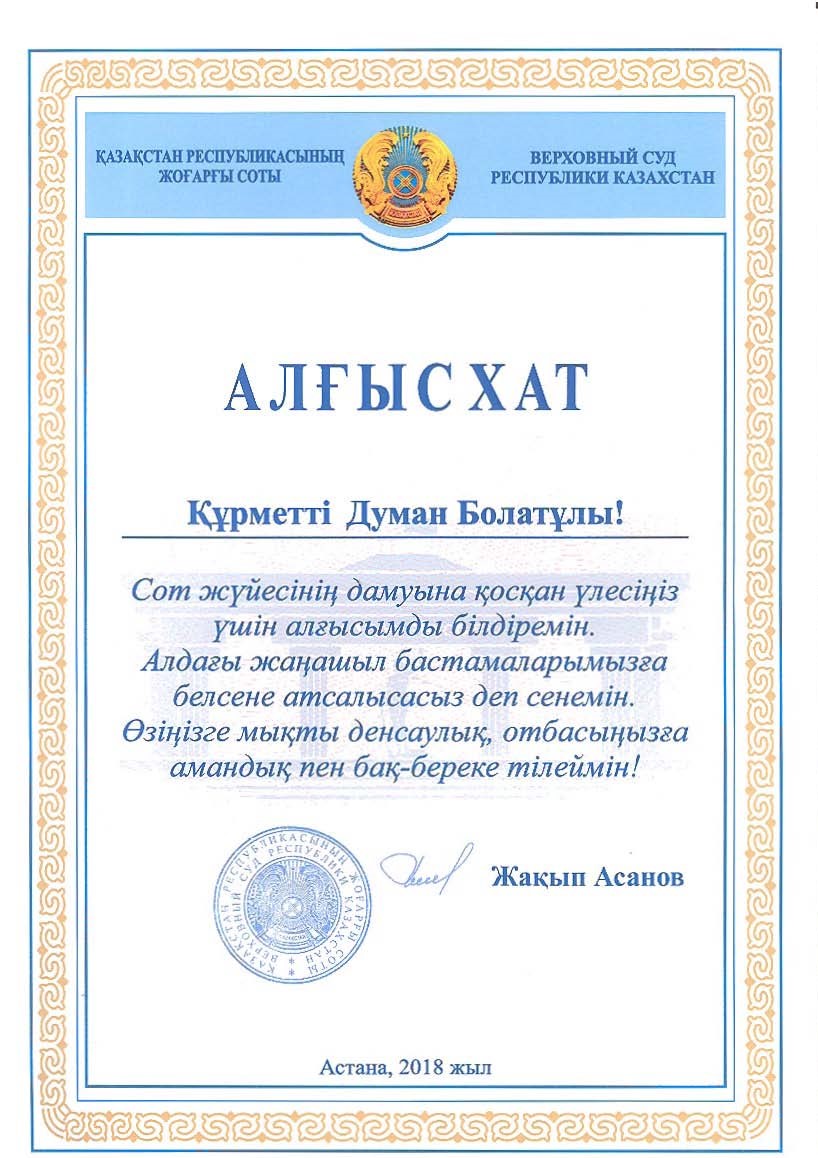 ҚАЗАҚСТАН РЕСПУБЛИКАСЫНЫҢ
ЖОҒАРҒЫ СОТЫ
ВЕРХОВНЫЙ СУД
РЕСПУБЛИКИ КАЗАХСТАН
АЛҒЫС ХАТ
Құрметті Думан Болатұлы!
Сот жүйесінің дамуына қосқан үлесіңіз
үшін алғысымды білдіремін.
Алдағы жаңашыл бастамаларымызға
белсене атсалысасыз деп сенемін.
Өзіңізге мықты денсаулық, отбасыңызға
амандық пен бақ-береке тілеймін!
ҚАЗАҚСТАН РЕСПУБЛИКАСЫНЫҢ ЖОҒАРҒЫ СОТЫ
ВЕРХОВНЫЙ СУД РЕСПУБЛИКИ КАЗАХСТАН
Жақып Асанов
Астана, 2018 жыл